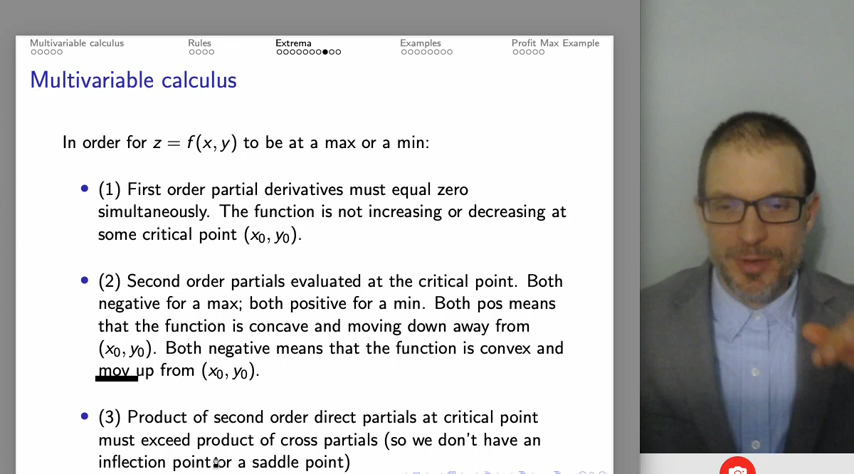 Multivariable calculus Rules Extrema Examples Profit Max Example
Multivariable calculus
In order for z = f(x, y) to be at a max or a min:
• (1) First order partial derivatives must equal zero
simultaneously. The function is not increasing or decreasing at
some critical point (x₀, y₀).
• (2) Second order partials evaluated at the critical point. Both
negative for a max; both positive for a min. Both pos means
that the function is concave and moving down away from
(x₀, y₀). Both negative means that the function is convex and
mov up from (x₀, y₀).
• (3) Product of second order direct partials at critical point
must exceed product of cross partials (so we don't have an
inflection point or a saddle point)